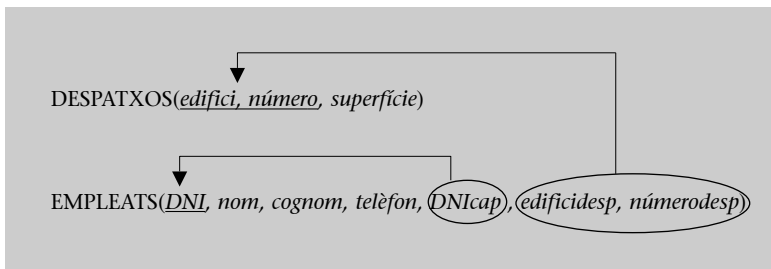 DESPATXOS(edifici, número, superfície)
EMPLEATS(DNI, nom, cognom, telèfon, DNIcap, edificidesp, númerodesp)